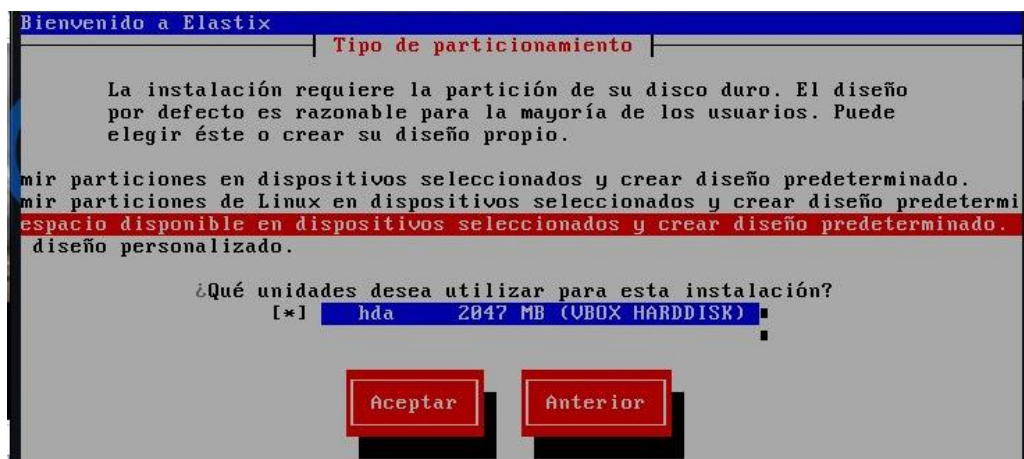 Bienvenido a Elastix
Tipo de particionamiento
La instalación requiere la partición de su disco duro. El diseño
por defecto es razonable para la mayoría de los usuarios. Puede
elegir éste o crear su diseño propio.
mir particiones en dispositivos seleccionados y crear diseño predeterminado.
mir particiones de Linux en dispositivos seleccionados y crear diseño predetermi
espacio disponible en dispositivos seleccionados y crear diseño predeterminado.
diseño personalizado.
¿Qué unidades desea utilizar para esta instalación?
[*] hda 2047 MB (VBOX HARDDISK)
Aceptar Anterior